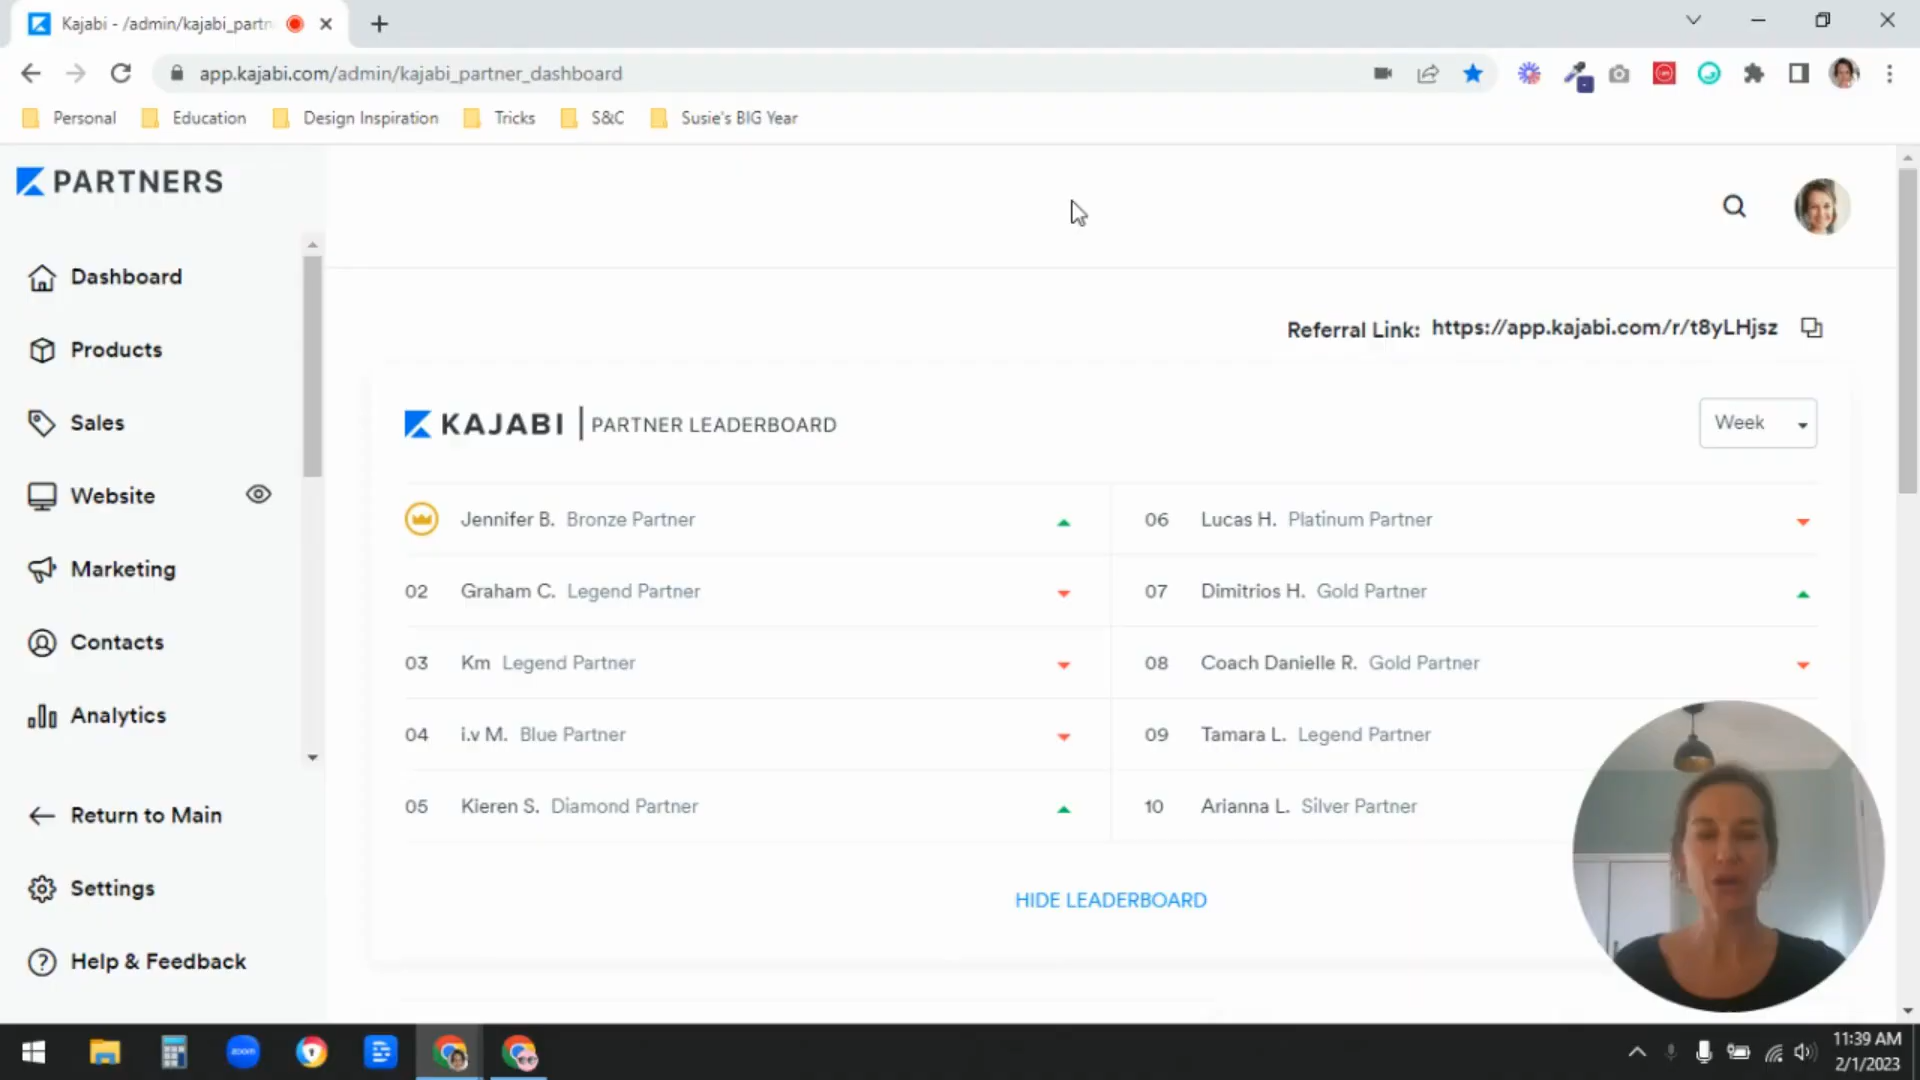 Kajabi - /admin/kajabi_partn
app.kajabi.com/admin/kajabi_partner_dashboard
Personal Education Design Inspiration Tricks S&C Susie's BIG Year
PARTNERS
Dashboard
Products
Sales
Website
Marketing
Contacts
Analytics
Return to Main
Settings
Help & Feedback
Referral Link: https://app.kajabi.com/r/t8yLHjsz
KAJABI | PARTNER LEADERBOARD
Week
Jennifer B. Bronze Partner
02 Graham C. Legend Partner
03 Km Legend Partner
04 i.v M. Blue Partner
05 Kieren S. Diamond Partner
06 Lucas H. Platinum Partner
07 Dimitrios H. Gold Partner
08 Coach Danielle R. Gold Partner
09 Tamara L. Legend Partner
10 Arianna L. Silver Partner
HIDE LEADERBOARD
zoom
11:39 AM
2/1/2023